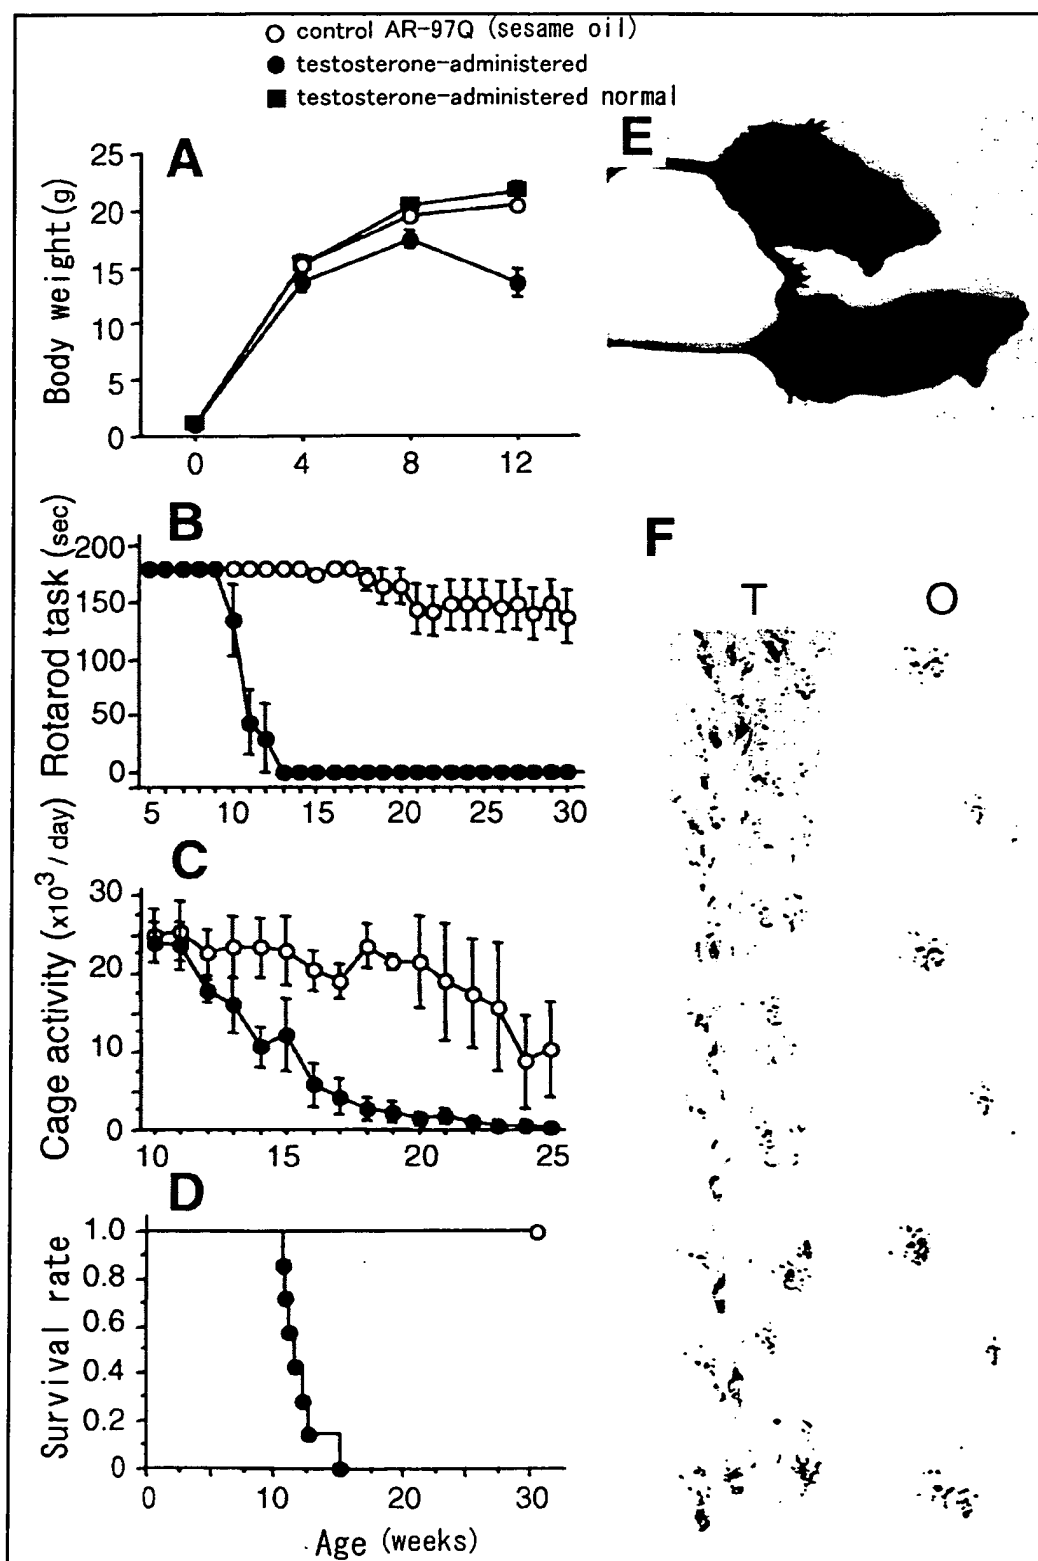 control AR-97Q (sesame oil)
testosterone-administered
testosterone-administered normal
A
Body weight (g)
25
20
15
10
5
0
0 4 8 12
B
Rotarod task (sec)
200
150
100
50
0
5 10 15 20 25 30
C
Cage activity (x10³/day)
30
20
10
0
10 15 20 25
D
Survival rate
1.0
0.8
0.6
0.4
0.2
0
0 10 20 30
Age (weeks)
E
F
T O